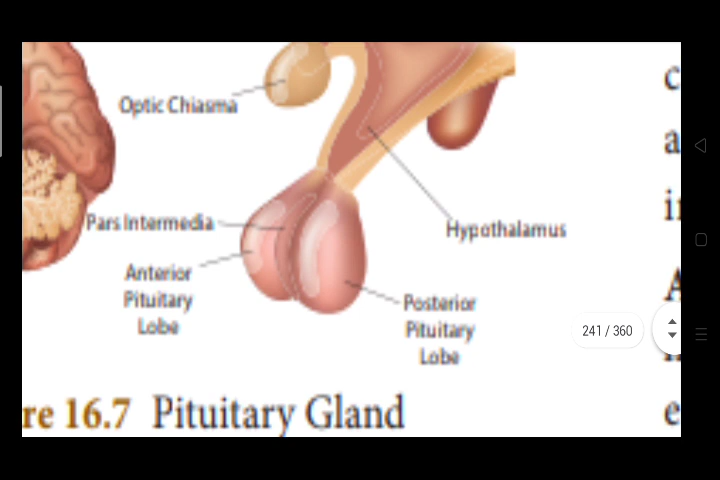 Optic Chiasma
Pars Intermedia
Hypothalamus
Anterior
Pituitary
Lobe
Posterior
Pituitary
Lobe
241 / 360
re 16.7 Pituitary Gland
c
a
A
e